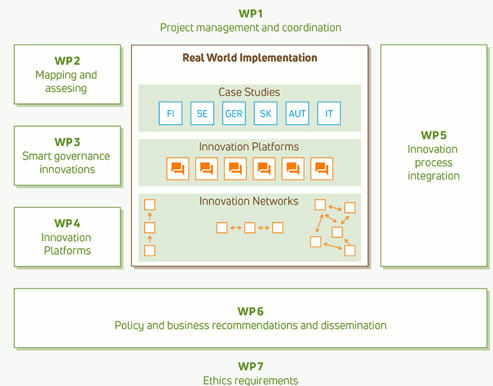 WP1
Project management and coordination
WP2
Mapping and
assesing
WP3
Smart governance
innovations
WP4
Innovation
Platforms
Real World Implementation
Case Studies
FI SE GER SK AUT IT
Innovation Platforms
Innovation Networks
WP5
Innovation
process
integration
WP6
Policy and business recommendations and dissemination
WP7
Ethics requirements